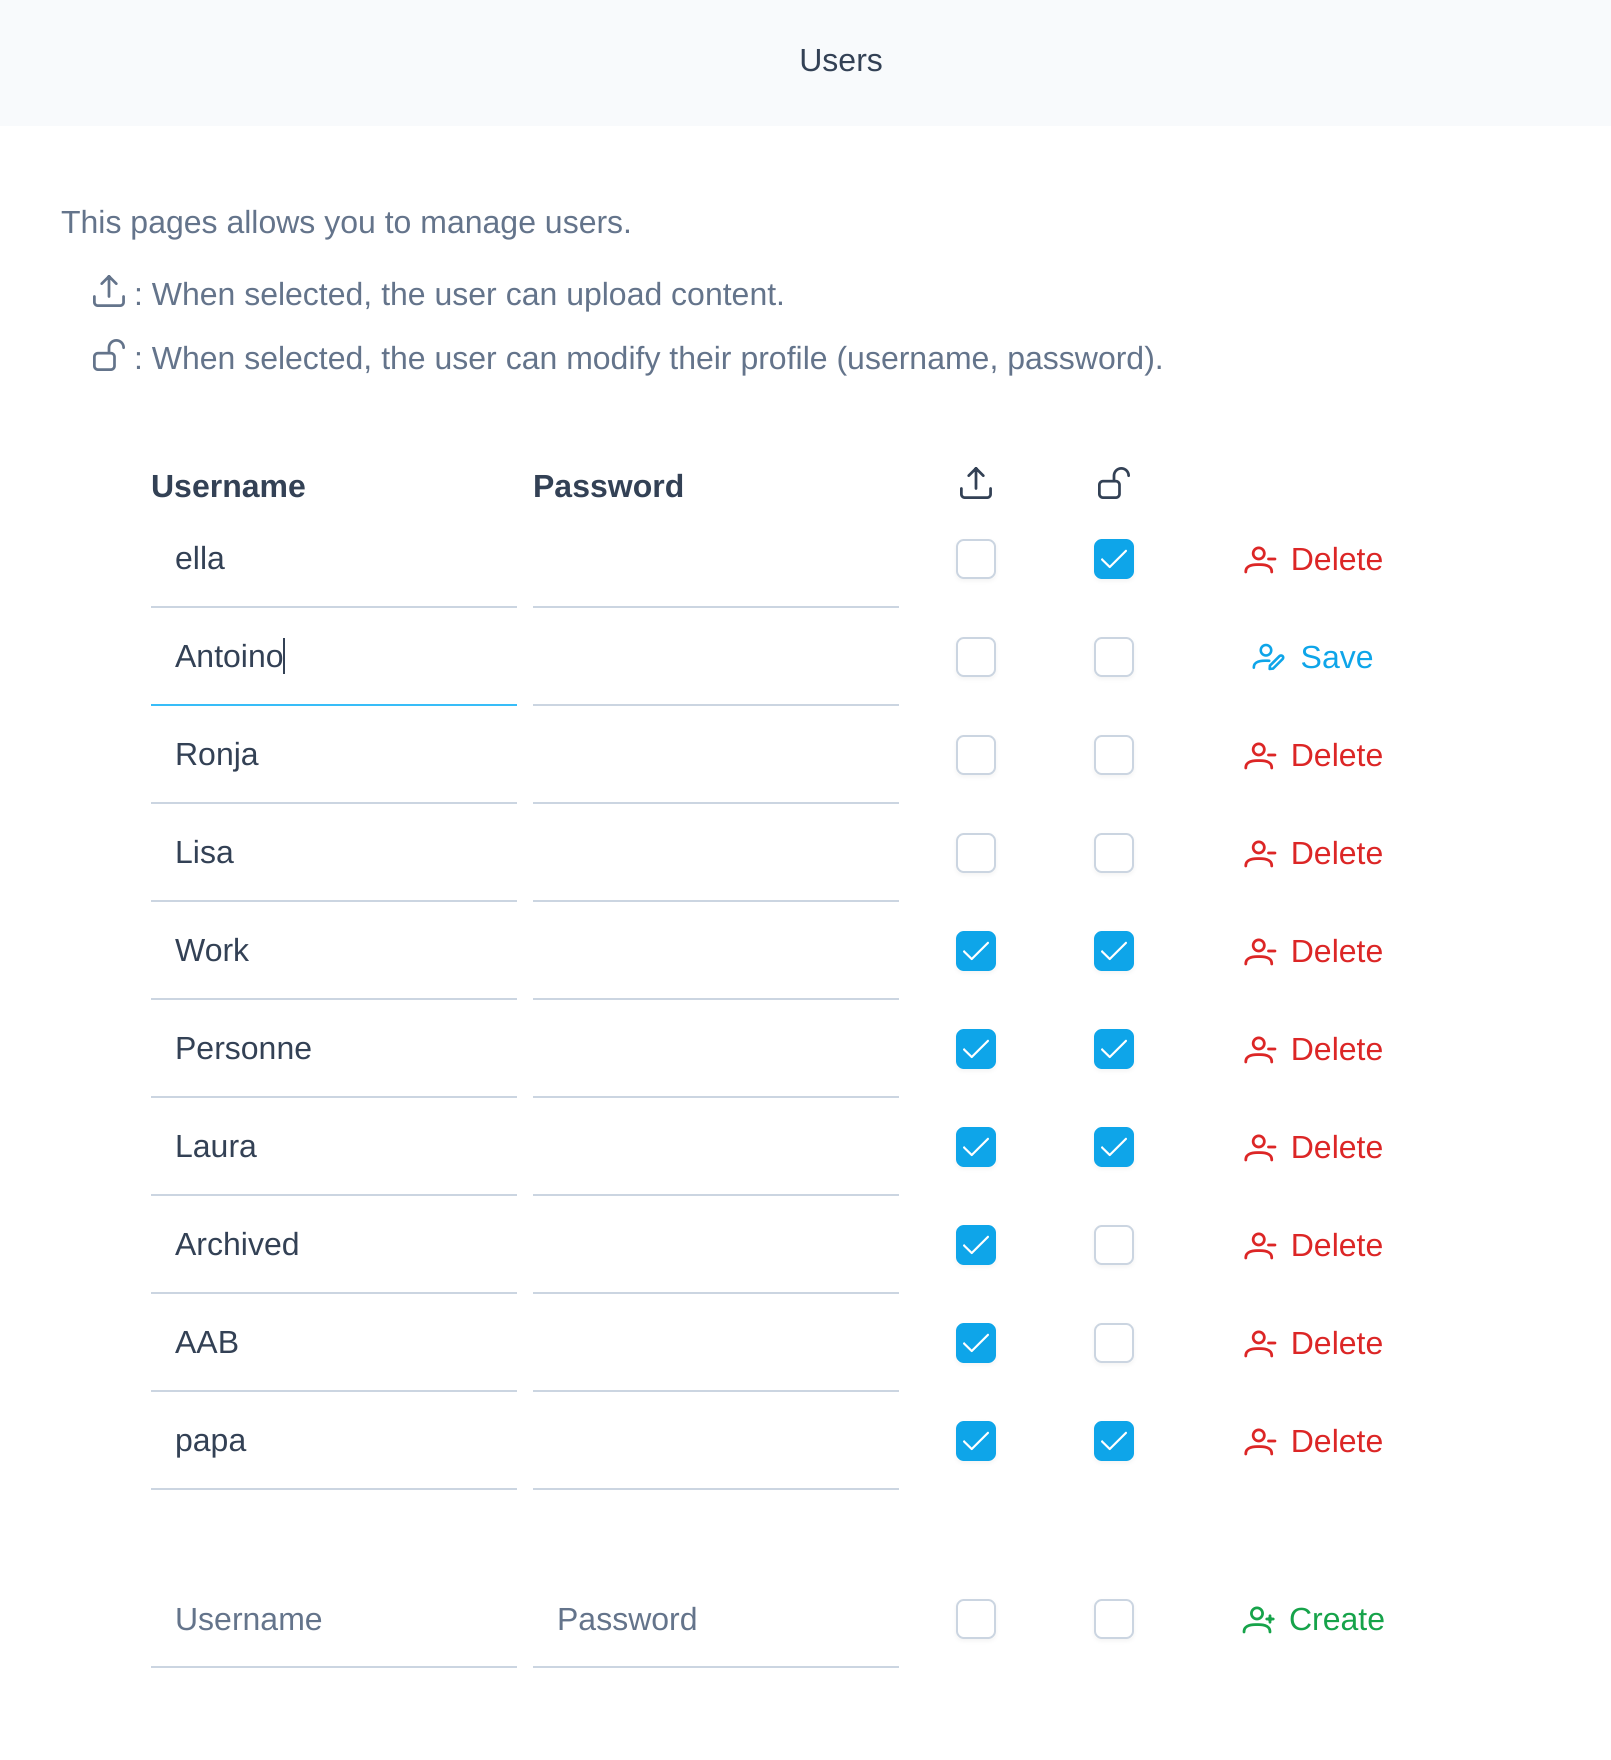 Users
This pages allows you to manage users.
: When selected, the user can upload content.
: When selected, the user can modify their profile (username, password).
Username Password
ella Delete
Antoino Save
Ronja Delete
Lisa Delete
Work Delete
Personne Delete
Laura Delete
Archived Delete
AAB Delete
papa Delete
Username Password Create